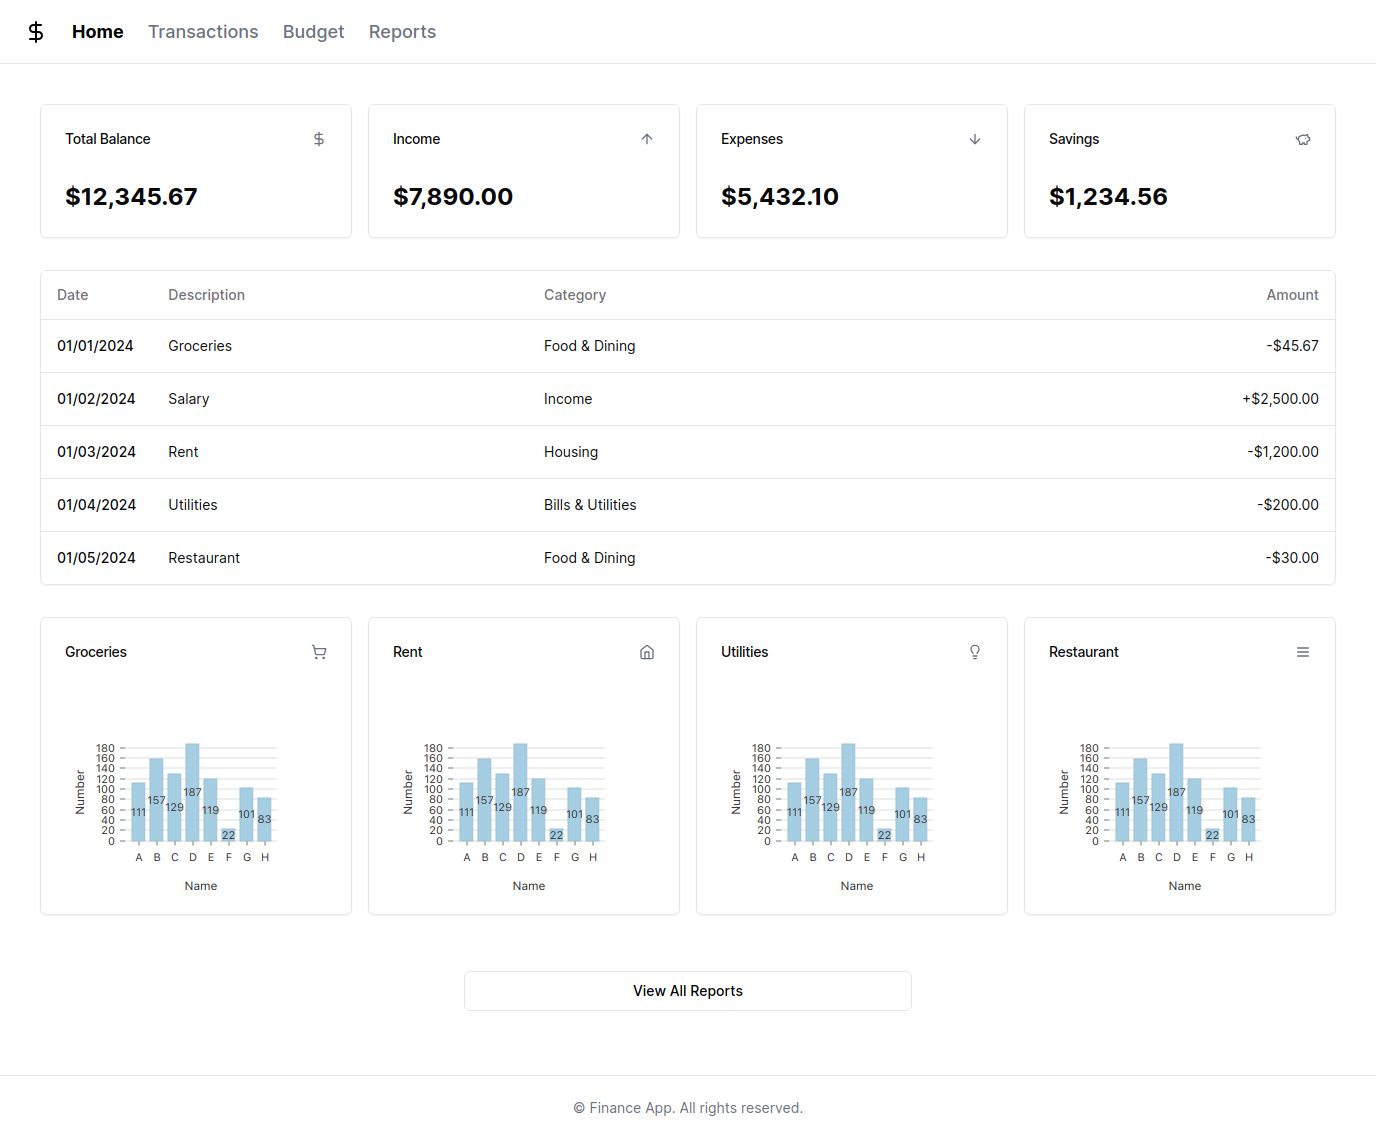 $ Home Transactions Budget Reports
Total Balance $
$12,345.67
Income
$7,890.00
Expenses
$5,432.10
Savings
$1,234.56
Date Description Category Amount
01/01/2024 Groceries Food & Dining -$45.67
01/02/2024 Salary Income +$2,500.00
01/03/2024 Rent Housing -$1,200.00
01/04/2024 Utilities Bills & Utilities -$200.00
01/05/2024 Restaurant Food & Dining -$30.00
Groceries
Number
180
160
140
120
100
80
60
40
20
0
111 157 129 187 119 22 101 83
A B C D E F G H
Name
Rent
Number
180
160
140
120
100
80
60
40
20
0
111 157 129 187 119 22 101 83
A B C D E F G H
Name
Utilities
Number
180
160
140
120
100
80
60
40
20
0
111 157 129 187 119 22 101 83
A B C D E F G H
Name
Restaurant
Number
180
160
140
120
100
80
60
40
20
0
111 157 129 187 119 22 101 83
A B C D E F G H
Name
View All Reports
© Finance App. All rights reserved.